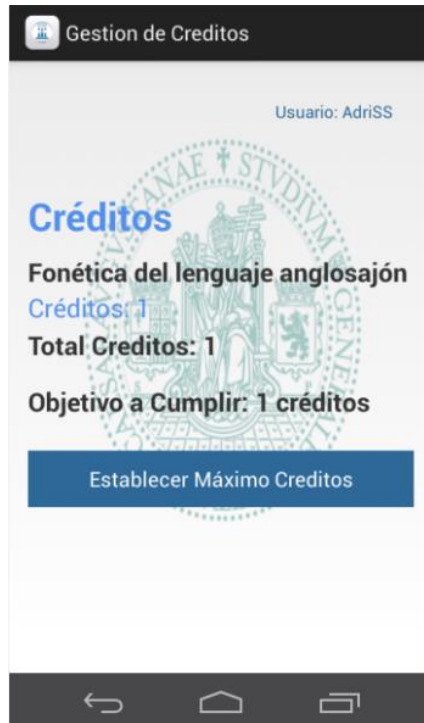 Gestion de Creditos
Usuario: AdriSS
Créditos
Fonética del lenguaje anglosajón
Créditos: 1
Total Creditos: 1
Objetivo a Cumplir: 1 créditos
Establecer Máximo Creditos